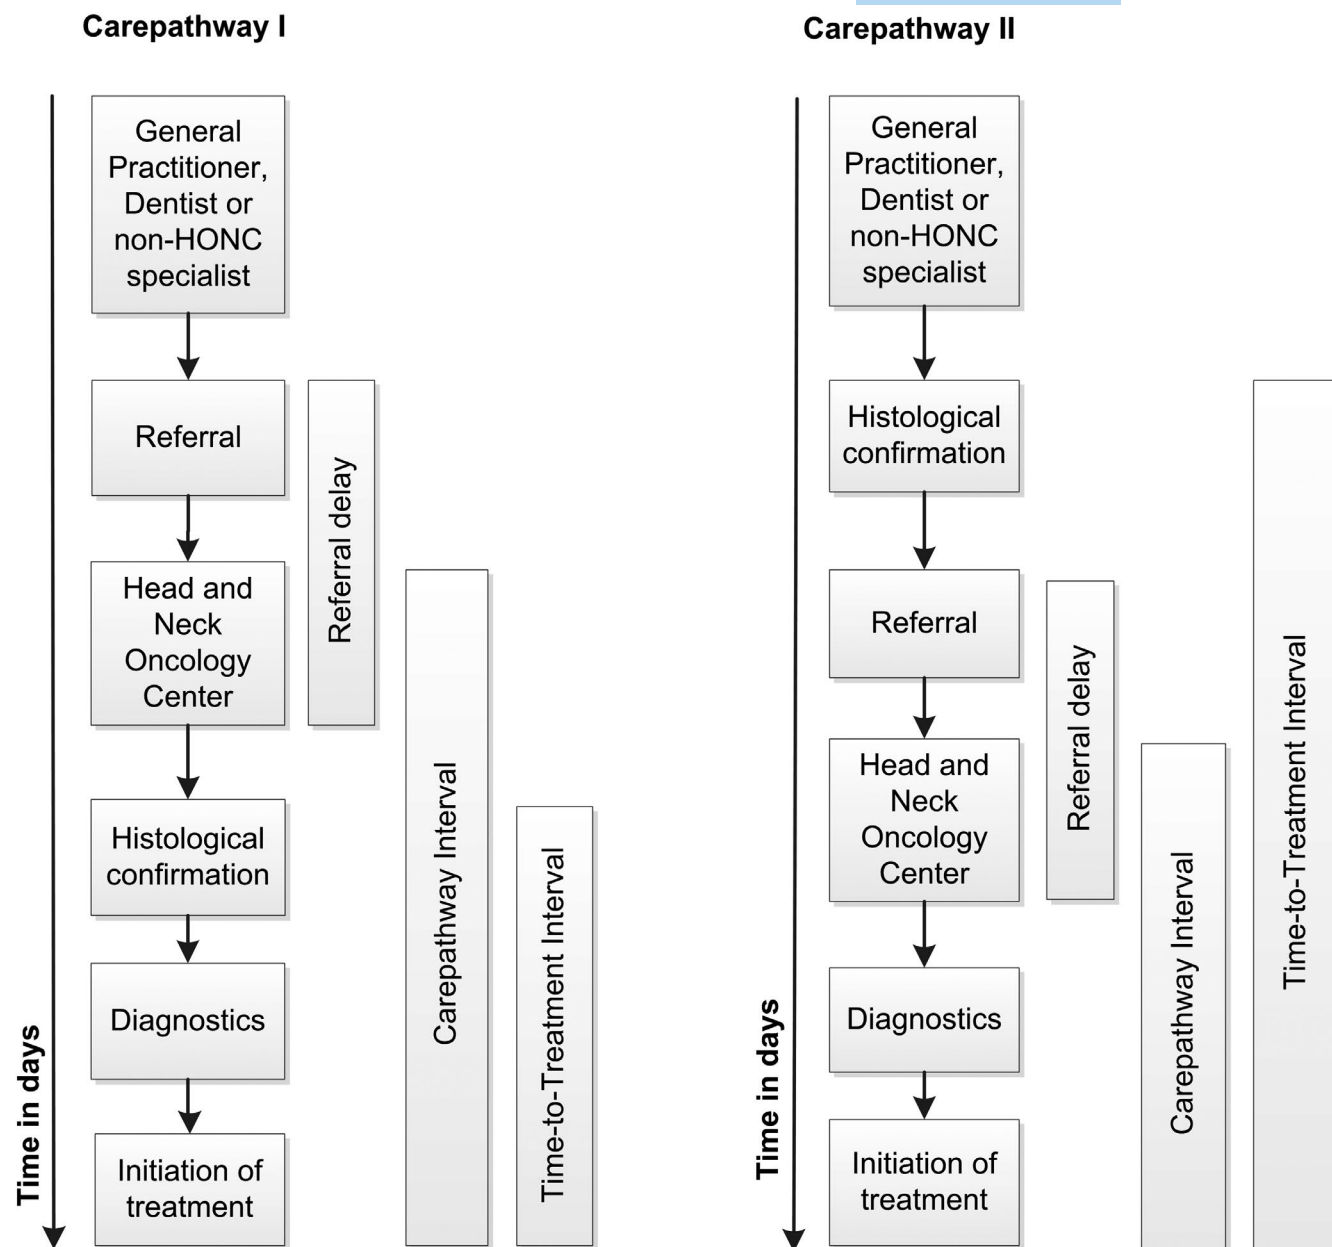 Carepathway I
General
Practitioner,
Dentist or
non-HONC
specialist
Referral
Head and
Neck
Oncology
Center
Histological
confirmation
Diagnostics
Initiation of
treatment
Referral delay
Carepathway Interval
Time-to-Treatment Interval
Time in days
Carepathway II
General
Practitioner,
Dentist or
non-HONC
specialist
Histological
confirmation
Referral
Head and
Neck
Oncology
Center
Diagnostics
Initiation of
treatment
Referral delay
Carepathway Interval
Time-to-Treatment Interval
Time in days